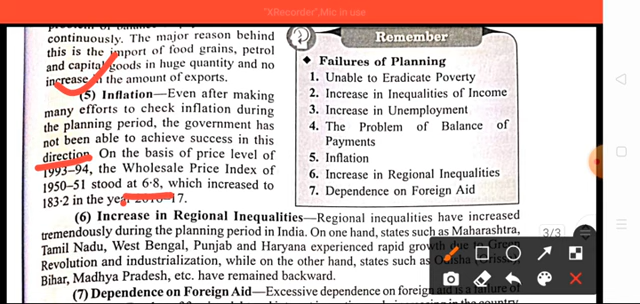 "XRecorder",Mic in use
continuously. The major reason behind
this is the import of food grains, petrol
and capital goods in huge quantity and no
increase in the amount of exports.
(5) Inflation—Even after making
many efforts to check inflation during
the planning period, the government has
not been able to achieve success in this
direction. On the basis of price level of
1993–94, the Wholesale Price Index of
1950–51 stood at 6·8, which increased to
183·2 in the year 17.
Remember
◆ Failures of Planning
1. Unable to Eradicate Poverty
2. Increase in Inequalities of Income
3. Increase in Unemployment
4. The Problem of Balance of
Payments
5. Inflation
6. Increase in Regional Inequalities
7. Dependence on Foreign Aid
(6) Increase in Regional Inequalities—Regional inequalities have increased
tremendously during the planning period in India. On one hand, states such as Maharashtra,
Tamil Nadu, West Bengal, Punjab and Haryana experienced rapid growth due to Green
Revolution and industrialization, while on the other hand, states such as
Bihar, Madhya Pradesh, etc. have remained backward.
(7) Dependence on Foreign Aid—Excessive dependence on foreign
3/3